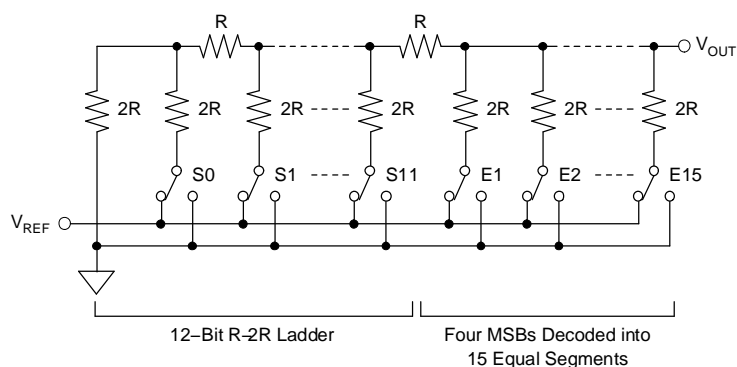 R
R
V_OUT
2R
2R
2R
2R
2R
2R
2R
S0
S1
S11
E1
E2
E15
V_REF
12–Bit R–2R Ladder
Four MSBs Decoded into
15 Equal Segments